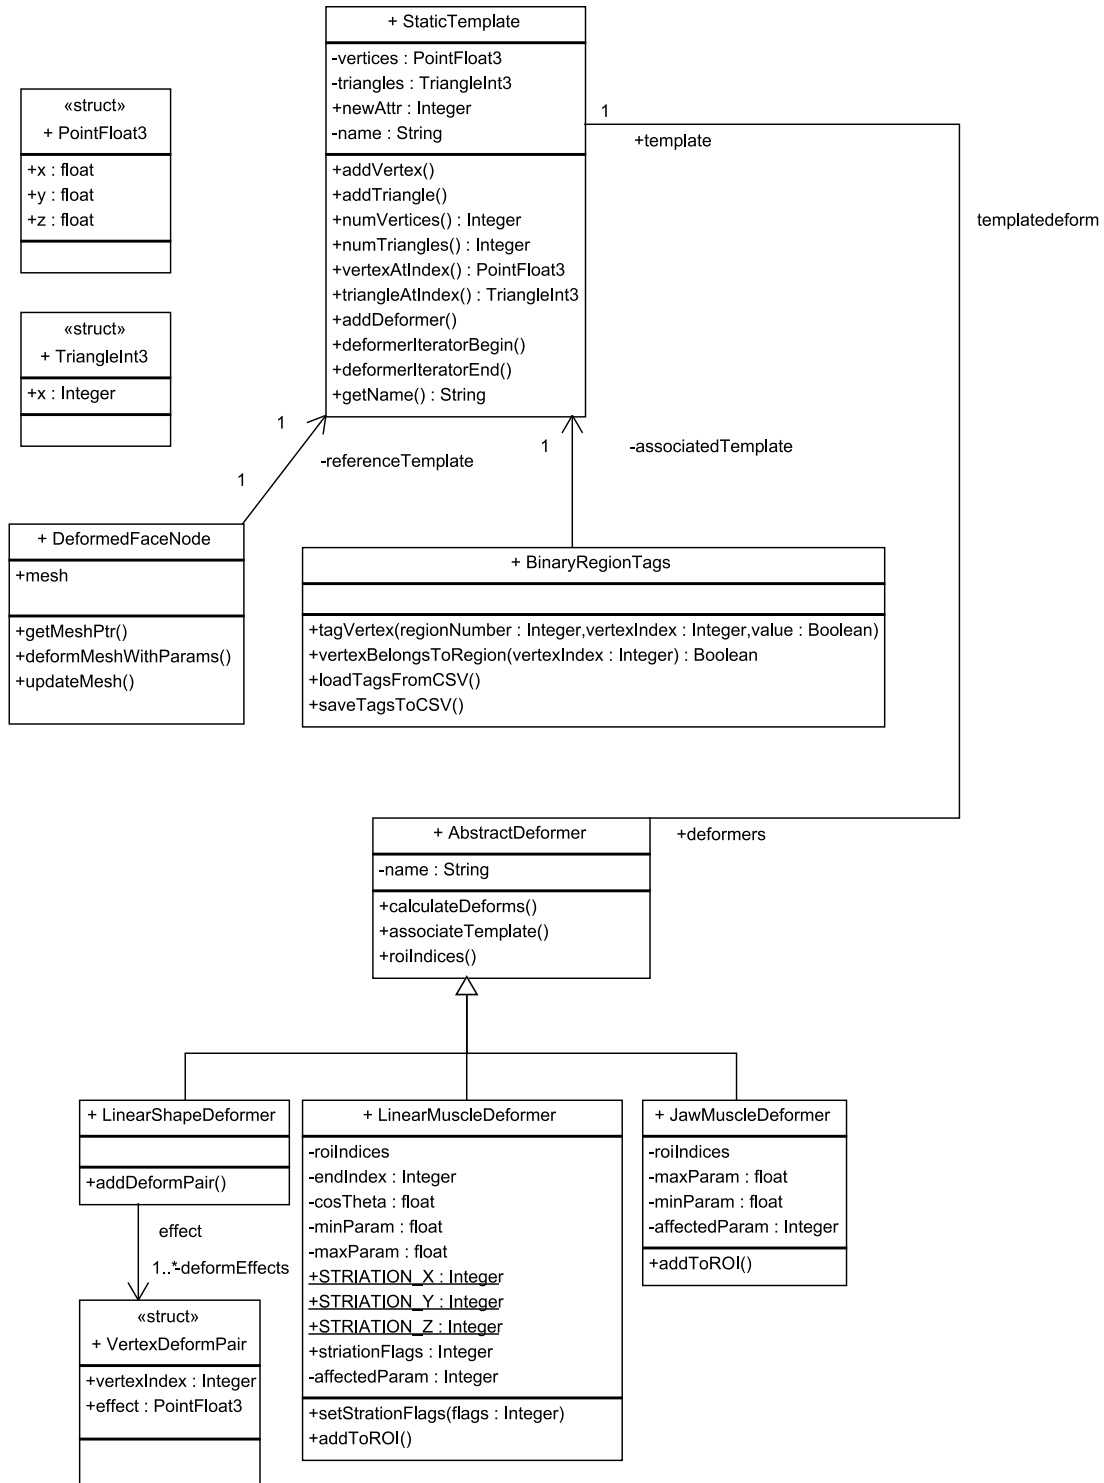 + StaticTemplate
-vertices : PointFloat3
-triangles : TriangleInt3
+newAttr : Integer
-name : String
+addVertex()
+addTriangle()
+numVertices() : Integer
+numTriangles() : Integer
+vertexAtIndex() : PointFloat3
+triangleAtIndex() : TriangleInt3
+addDeformer()
+deformerIteratorBegin()
+deformerIteratorEnd()
+getName() : String
«struct»
+ PointFloat3
+x : float
+y : float
+z : float
«struct»
+ TriangleInt3
+x : Integer
1
+template
templatedeform
1
-referenceTemplate
1
1
-associatedTemplate
+ DeformedFaceNode
+mesh
+getMeshPtr()
+deformMeshWithParams()
+updateMesh()
+ BinaryRegionTags
+tagVertex(regionNumber : Integer,vertexIndex : Integer,value : Boolean)
+vertexBelongsToRegion(vertexIndex : Integer) : Boolean
+loadTagsFromCSV()
+saveTagsToCSV()
+ AbstractDeformer
-name : String
+calculateDeforms()
+associateTemplate()
+roiIndices()
+deformers
+ LinearShapeDeformer
+addDeformPair()
effect
1..*
-deformEffects
«struct»
+ VertexDeformPair
+vertexIndex : Integer
+effect : PointFloat3
+ LinearMuscleDeformer
-roiIndices
-endIndex : Integer
-cosTheta : float
-minParam : float
-maxParam : float
+STRIATION_X : Integer
+STRIATION_Y : Integer
+STRIATION_Z : Integer
+striationFlags : Integer
-affectedParam : Integer
+setStrationFlags(flags : Integer)
+addToROI()
+ JawMuscleDeformer
-roiIndices
-maxParam : float
-minParam : float
-affectedParam : Integer
+addToROI()